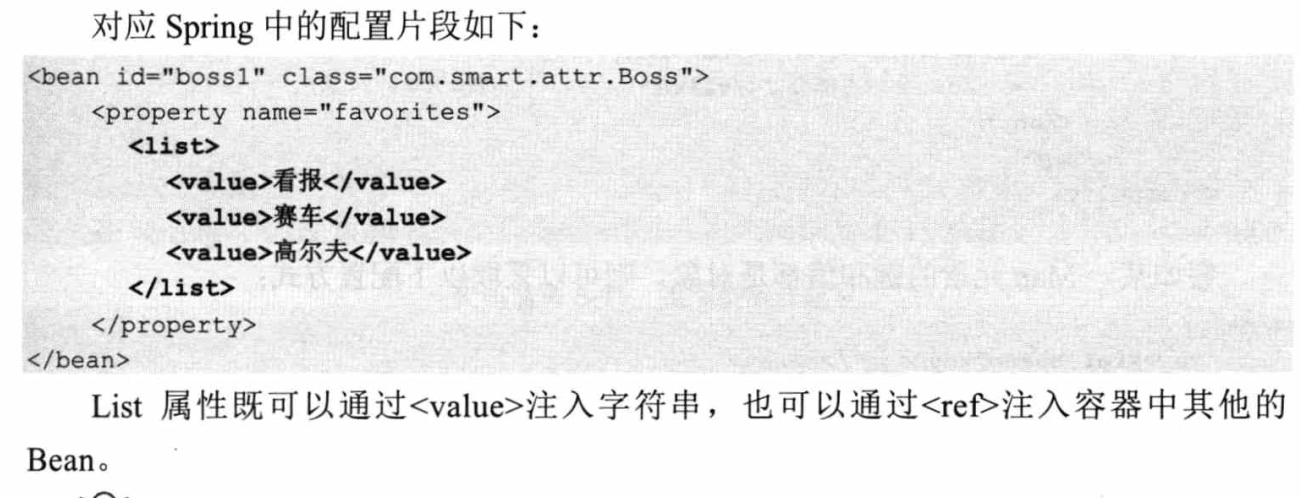 对应 Spring 中的配置片段如下：
<bean id="boss1" class="com.smart.attr.Boss">
<property name="favorites">
<list>
<value>看报</value>
<value>赛车</value>
<value>高尔夫</value>
</list>
</property>
</bean>
List 属性既可以通过<value>注入字符串，也可以通过<ref>注入容器中其他的
Bean。